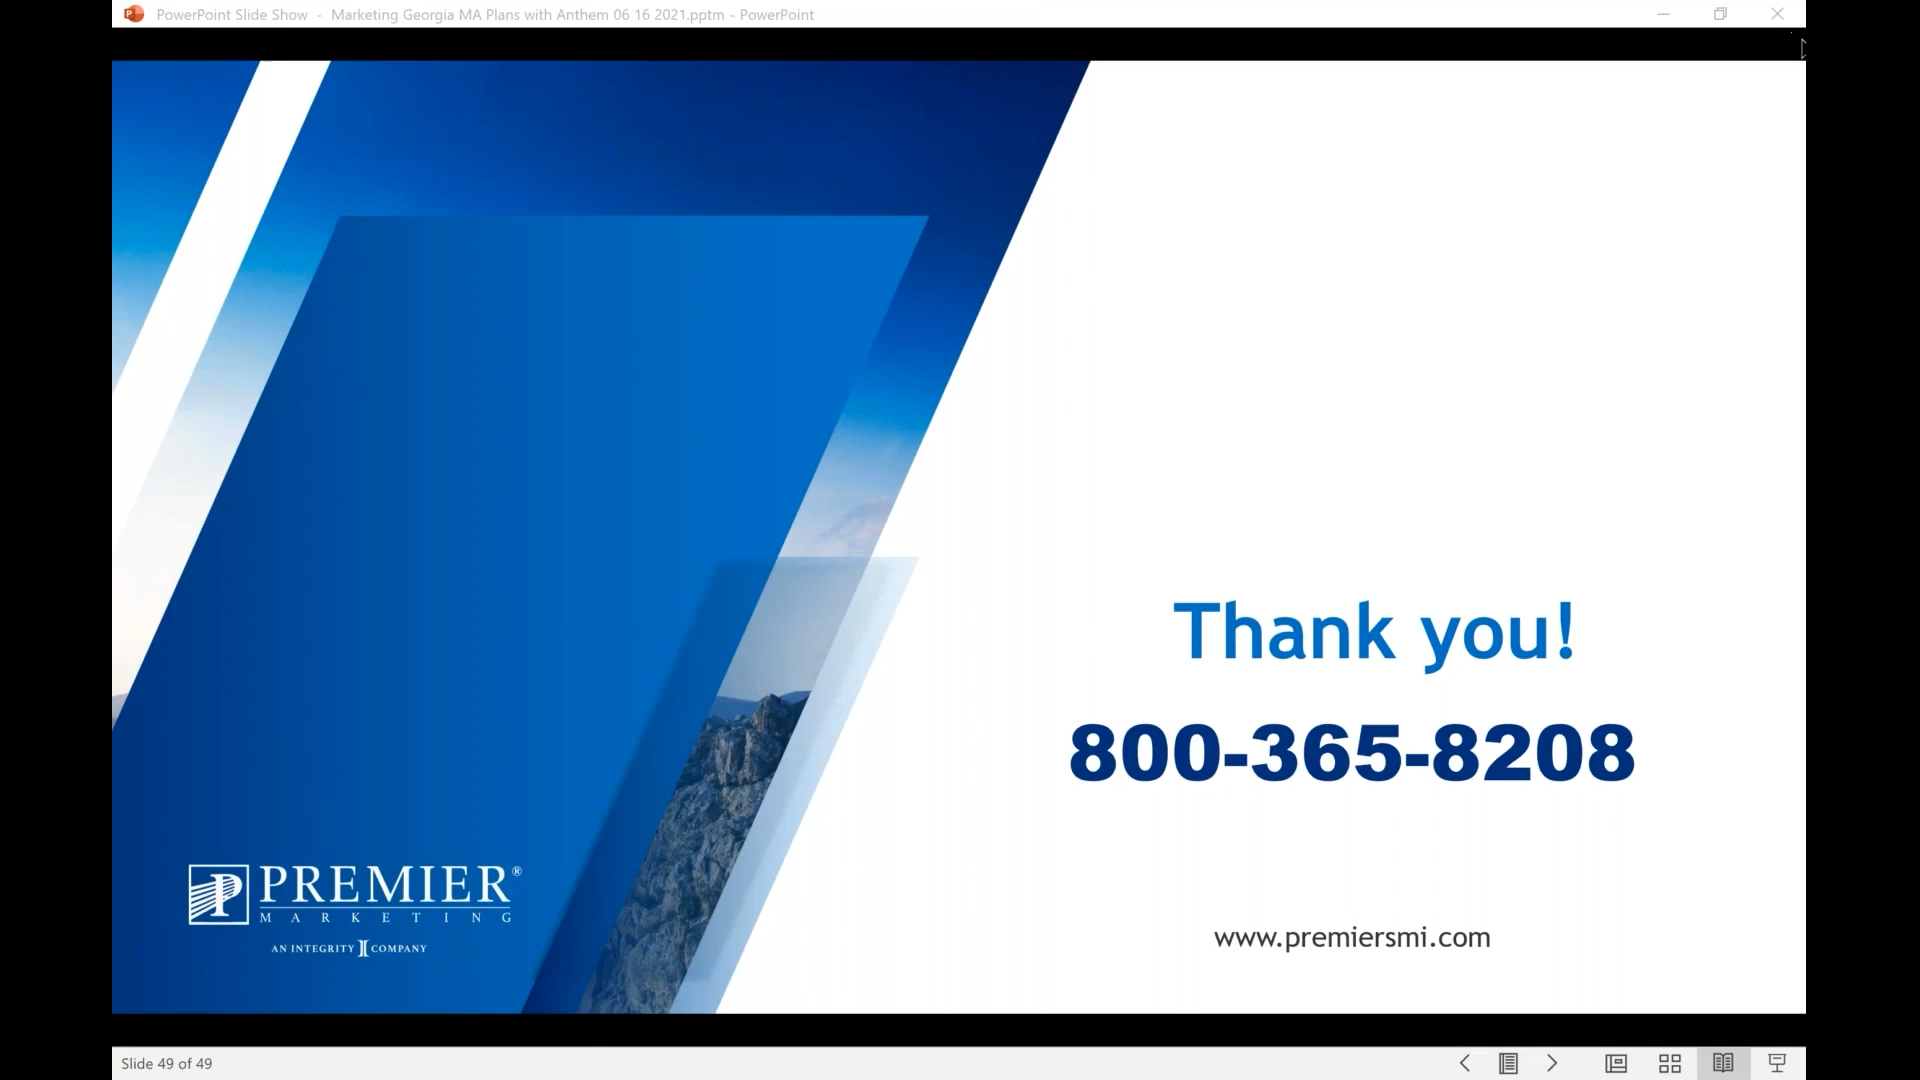 PowerPoint Slide Show - Marketing Georgia MA Plans with Anthem 06 16 2021.pptm - PowerPoint
Thank you!
800-365-8208
PREMIER®
MARKETING
AN INTEGRITY COMPANY
www.premiersmi.com
Slide 49 of 49